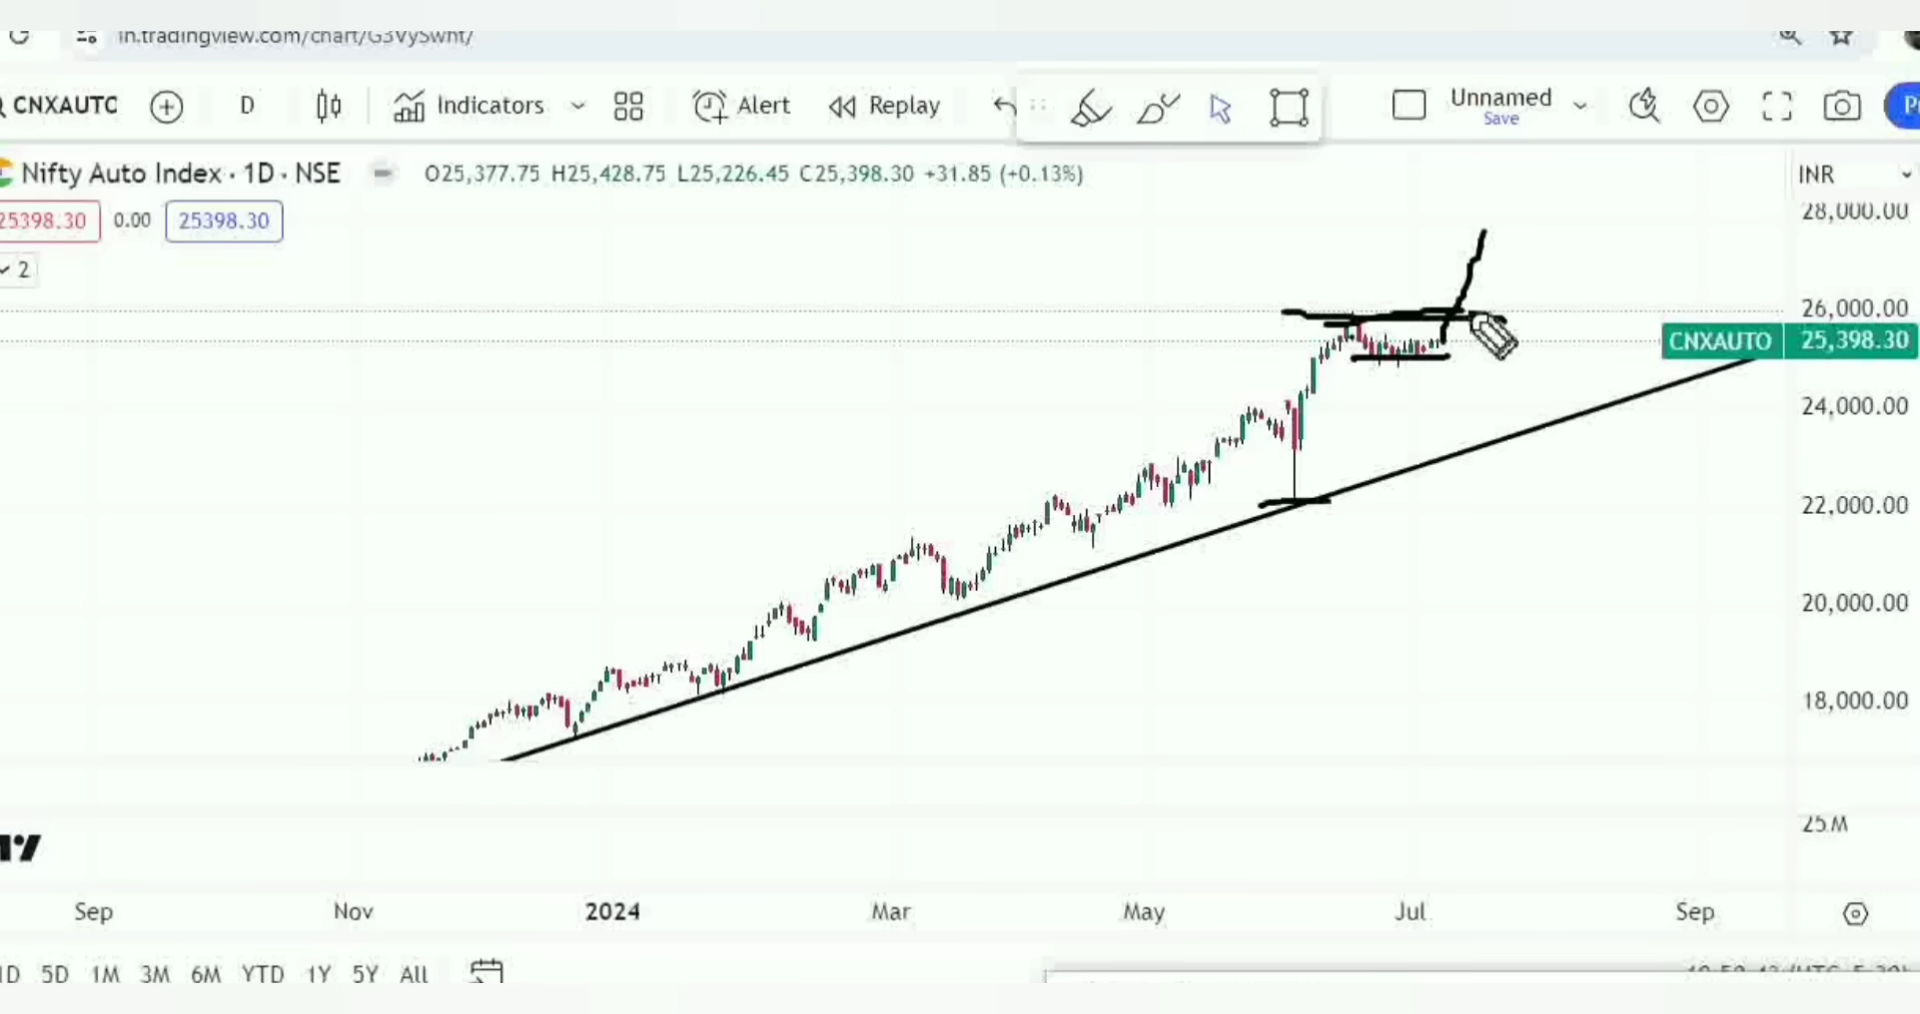 in.tradingview.com/chart/G3VySwht/
CNXAUTC D Indicators Alert Replay Unnamed
Save
Nifty Auto Index · 1D · NSE O25,377.75 H25,428.75 L25,226.45 C25,398.30 +31.85 (+0.13%) INR
25398.30 0.00 25398.30
28,000.00
2
26,000.00
CNXAUTO 25,398.30
24,000.00
22,000.00
20,000.00
18,000.00
25M
Sep Nov 2024 Mar May Jul Sep
1D 5D 1M 3M 6M YTD 1Y 5Y All